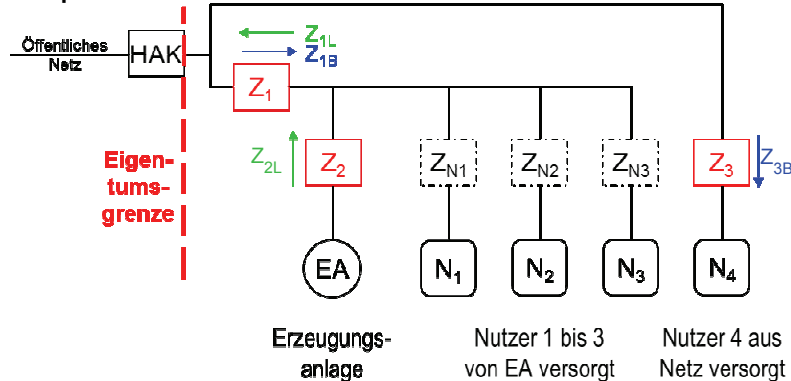 Öffentliches
Netz
HAK
Z1L
Z1B
Z1
Eigen-
tums-
grenze
Z2L
Z2
ZN1
ZN2
ZN3
Z3
Z3B
EA
N1
N2
N3
N4
Erzeugungs-
anlage
Nutzer 1 bis 3
von EA versorgt
Nutzer 4 aus
Netz versorgt